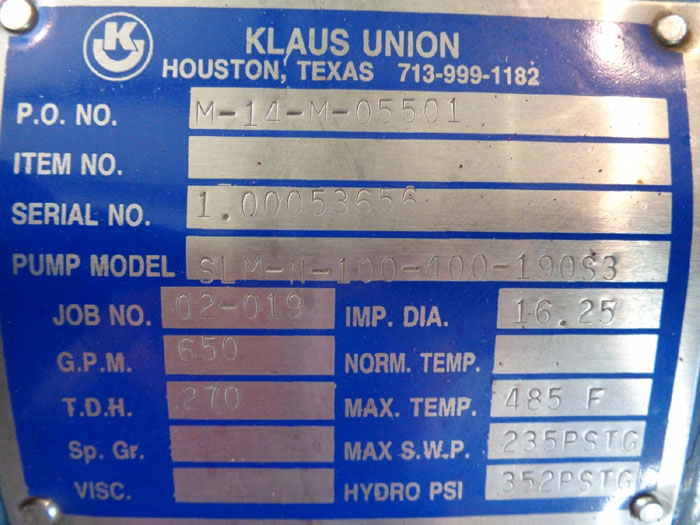 K
KLAUS UNION
HOUSTON, TEXAS 713-999-1182
P.O. NO. M-14-M-05501
ITEM NO.
SERIAL NO. 1.00053656
PUMP MODEL SLM-N-100-400-190S3
JOB NO. 02-019 IMP. DIA. 16.25
G.P.M. 650 NORM. TEMP.
T.D.H. 270 MAX. TEMP. 485 F
Sp. Gr. MAX S.W.P. 235PSTG
VISC. HYDRO PSI 352PSTG